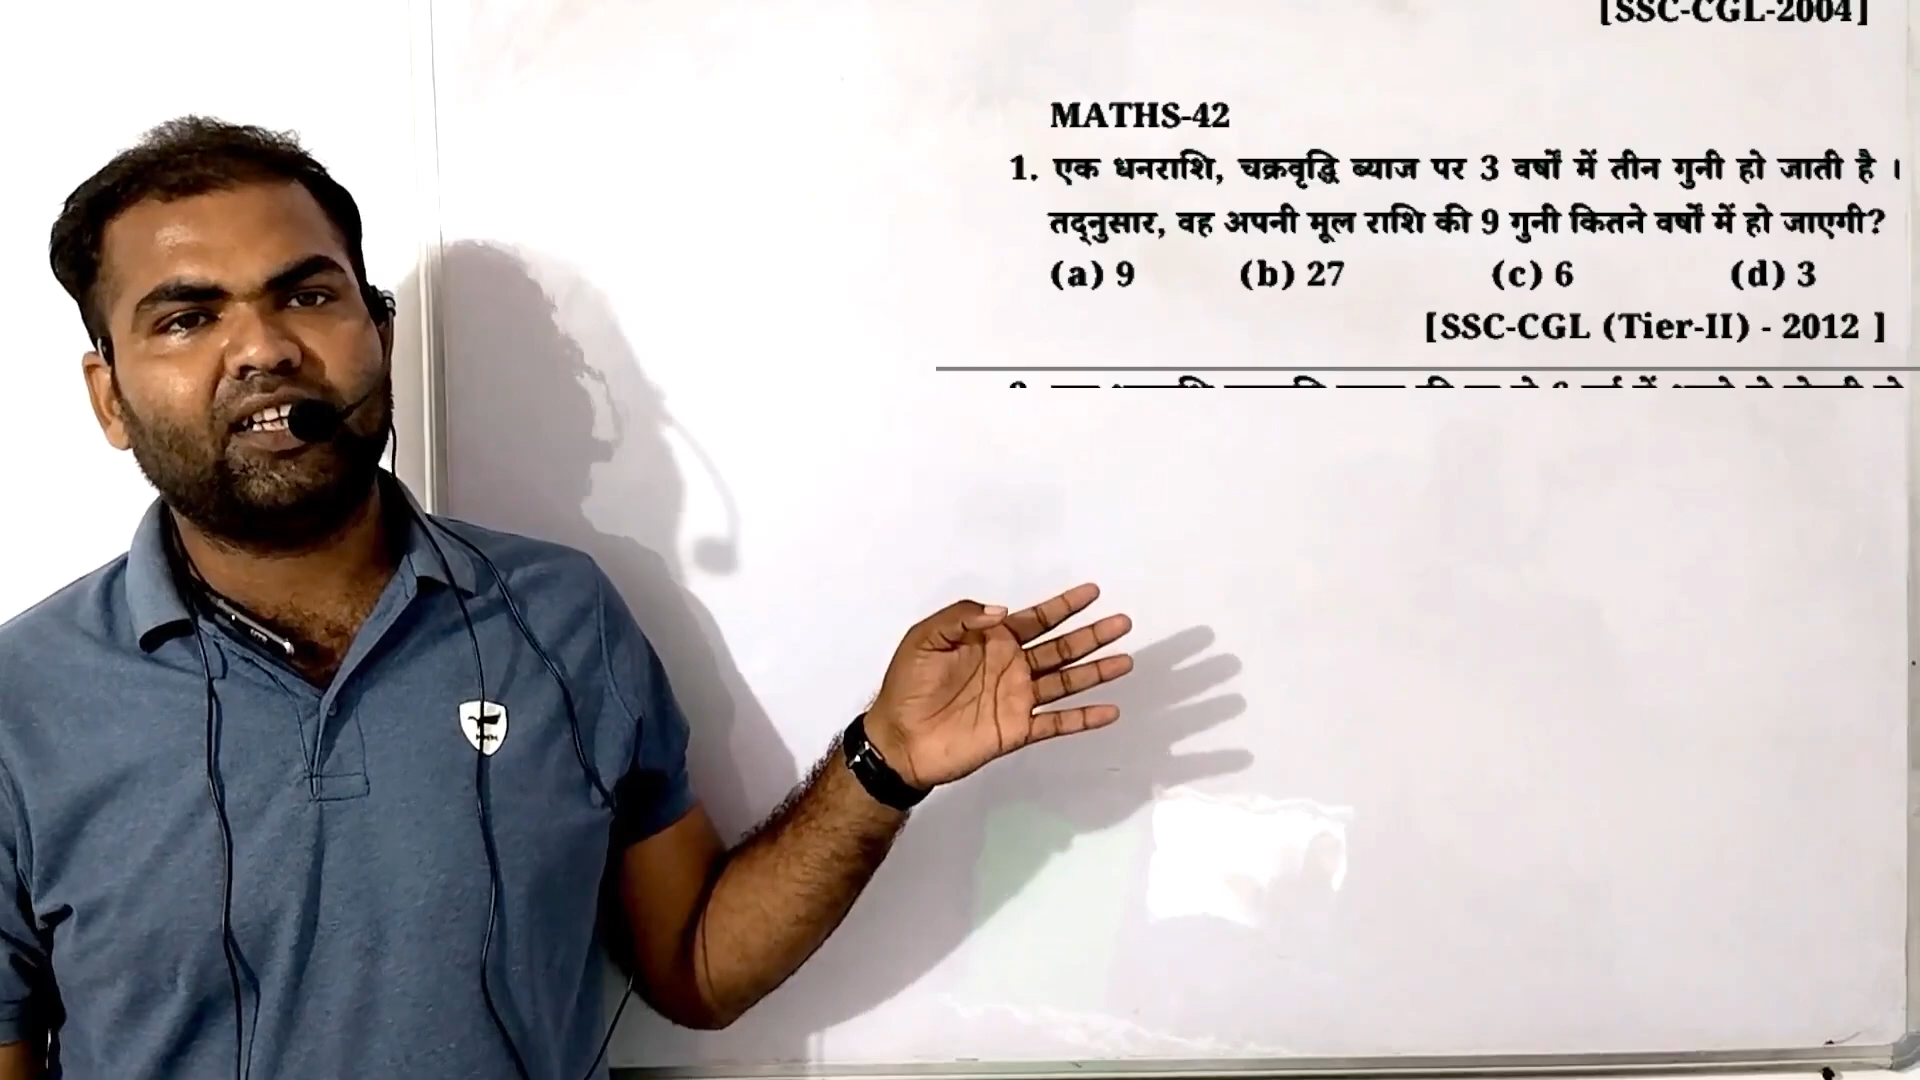 [SSC-CGL-2004]
MATHS-42
1. एक धनराशि, चक्रवृद्धि ब्याज पर 3 वर्षों में तीन गुनी हो जाती है ।
तद्नुसार, वह अपनी मूल राशि की 9 गुनी कितने वर्षों में हो जाएगी?
(a) 9 (b) 27 (c) 6 (d) 3
[SSC-CGL (Tier-II) - 2012 ]